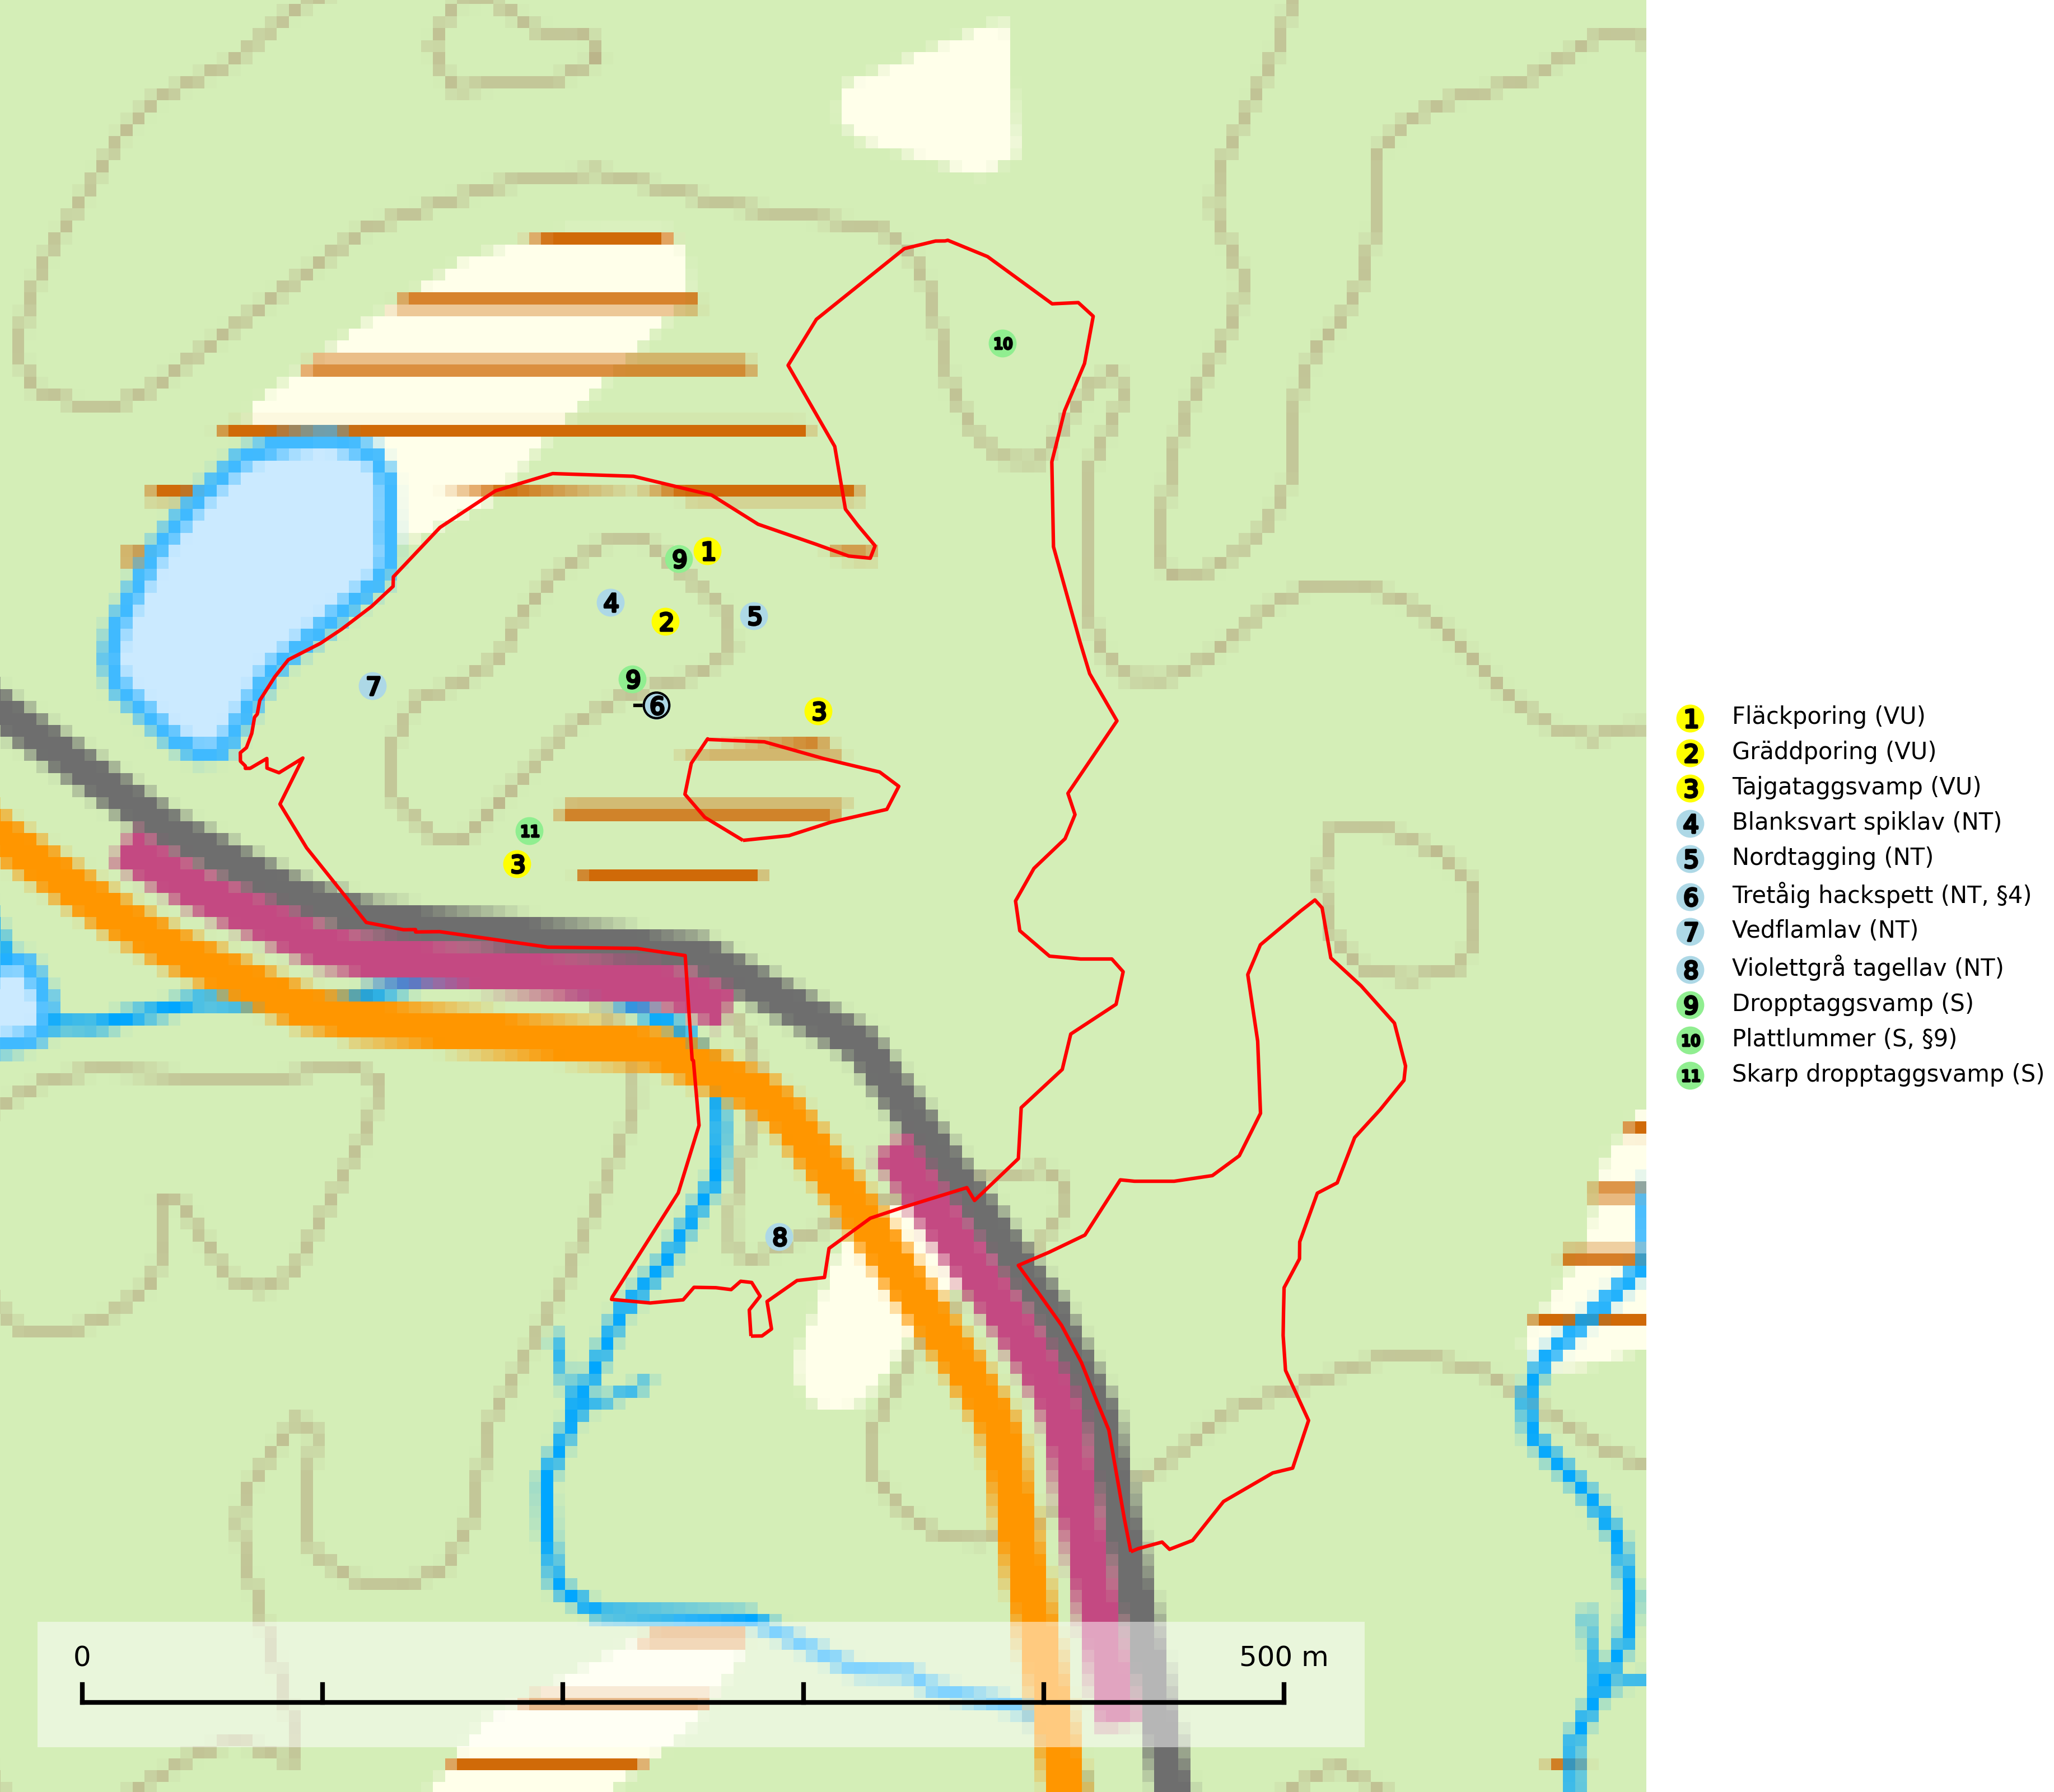 10
9 1
4
2 5
9
7
6
3
11
3
8
0 500 m
1 Fläckporing (VU)
2 Gräddporing (VU)
3 Tajgataggsvamp (VU)
4 Blanksvart spiklav (NT)
5 Nordtagging (NT)
6 Tretåig hackspett (NT, §4)
7 Vedflamlav (NT)
8 Violettgrå tagellav (NT)
9 Dropptaggsvamp (S)
10 Plattlummer (S, §9)
11 Skarp dropptaggsvamp (S)